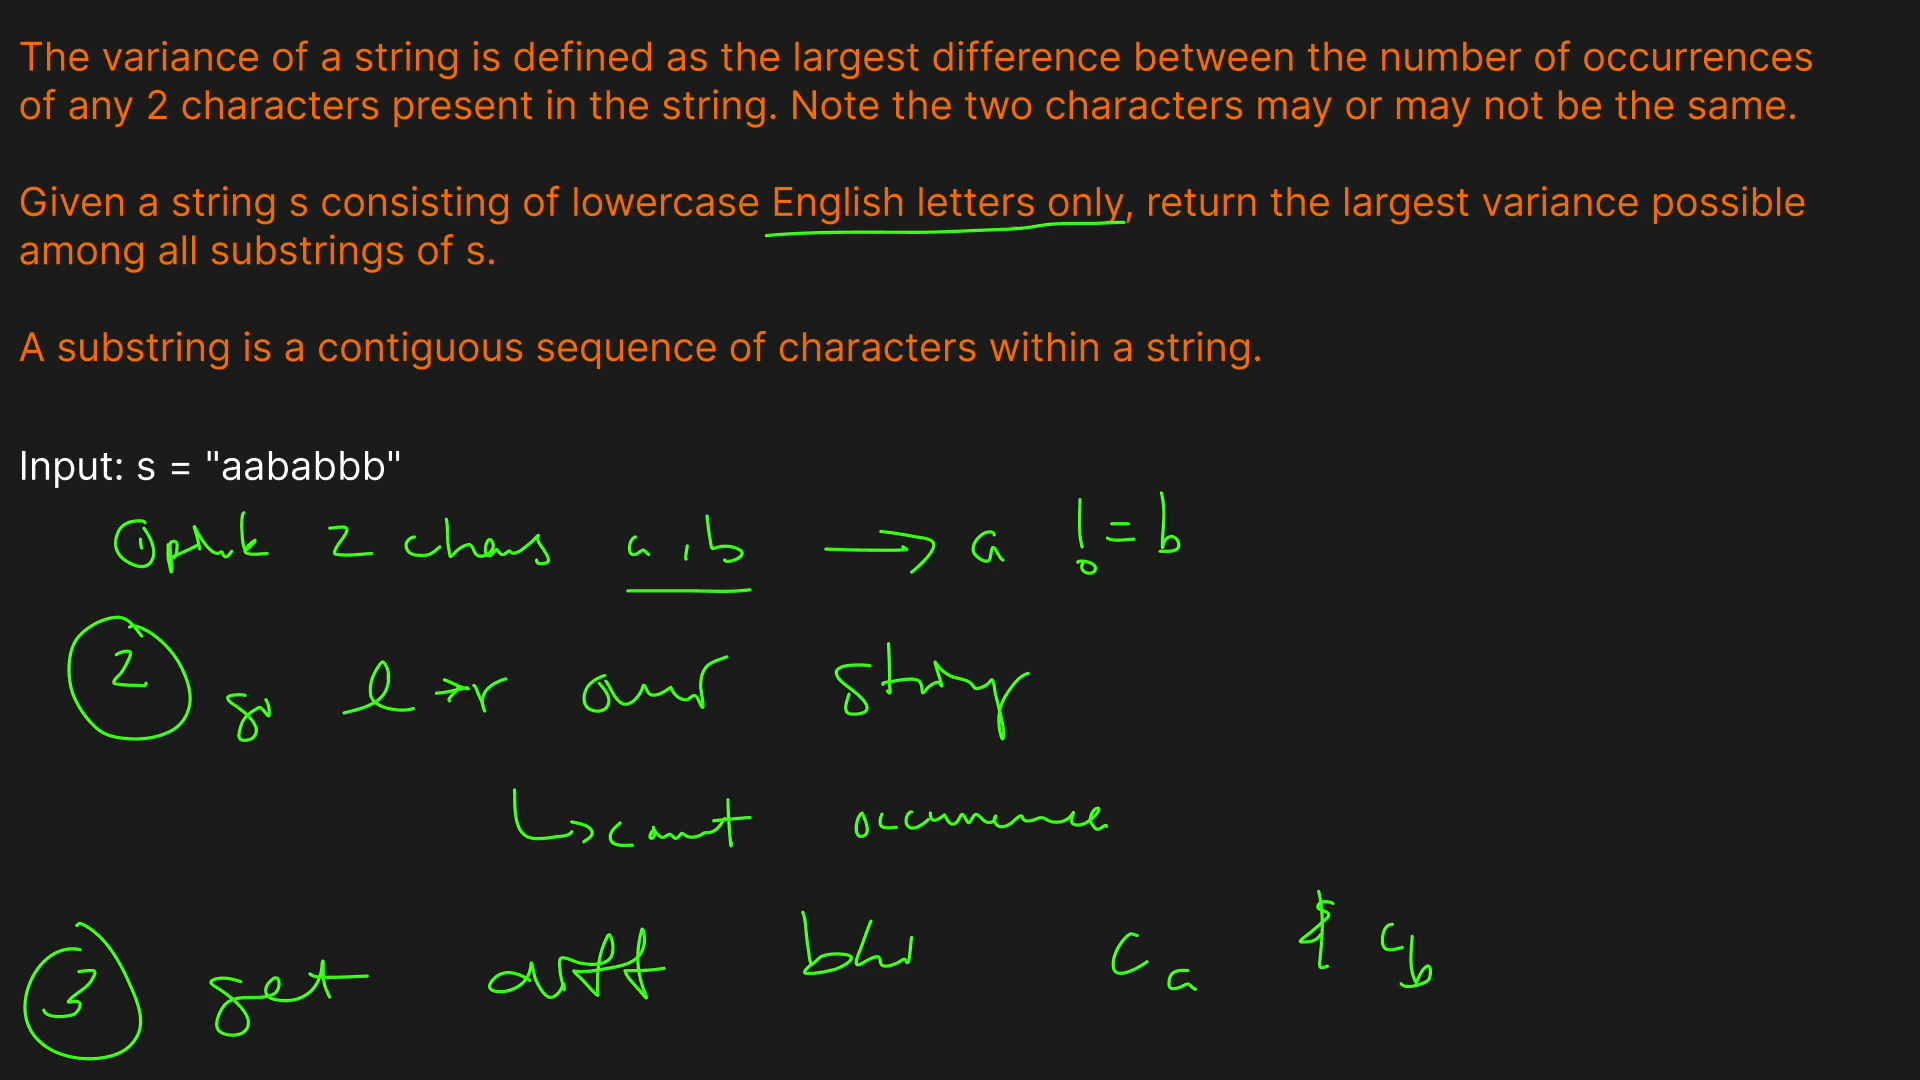 The variance of a string is defined as the largest difference between the number of occurrences
of any 2 characters present in the string. Note the two characters may or may not be the same.
Given a string s consisting of lowercase English letters only, return the largest variance possible
among all substrings of s.
A substring is a contiguous sequence of characters within a string.
Input: s = "aababbb"
① pick 2 chars a , b → a != b
② go l → r our string
↳ count occurrence
③ get diff btw Ca & Cb